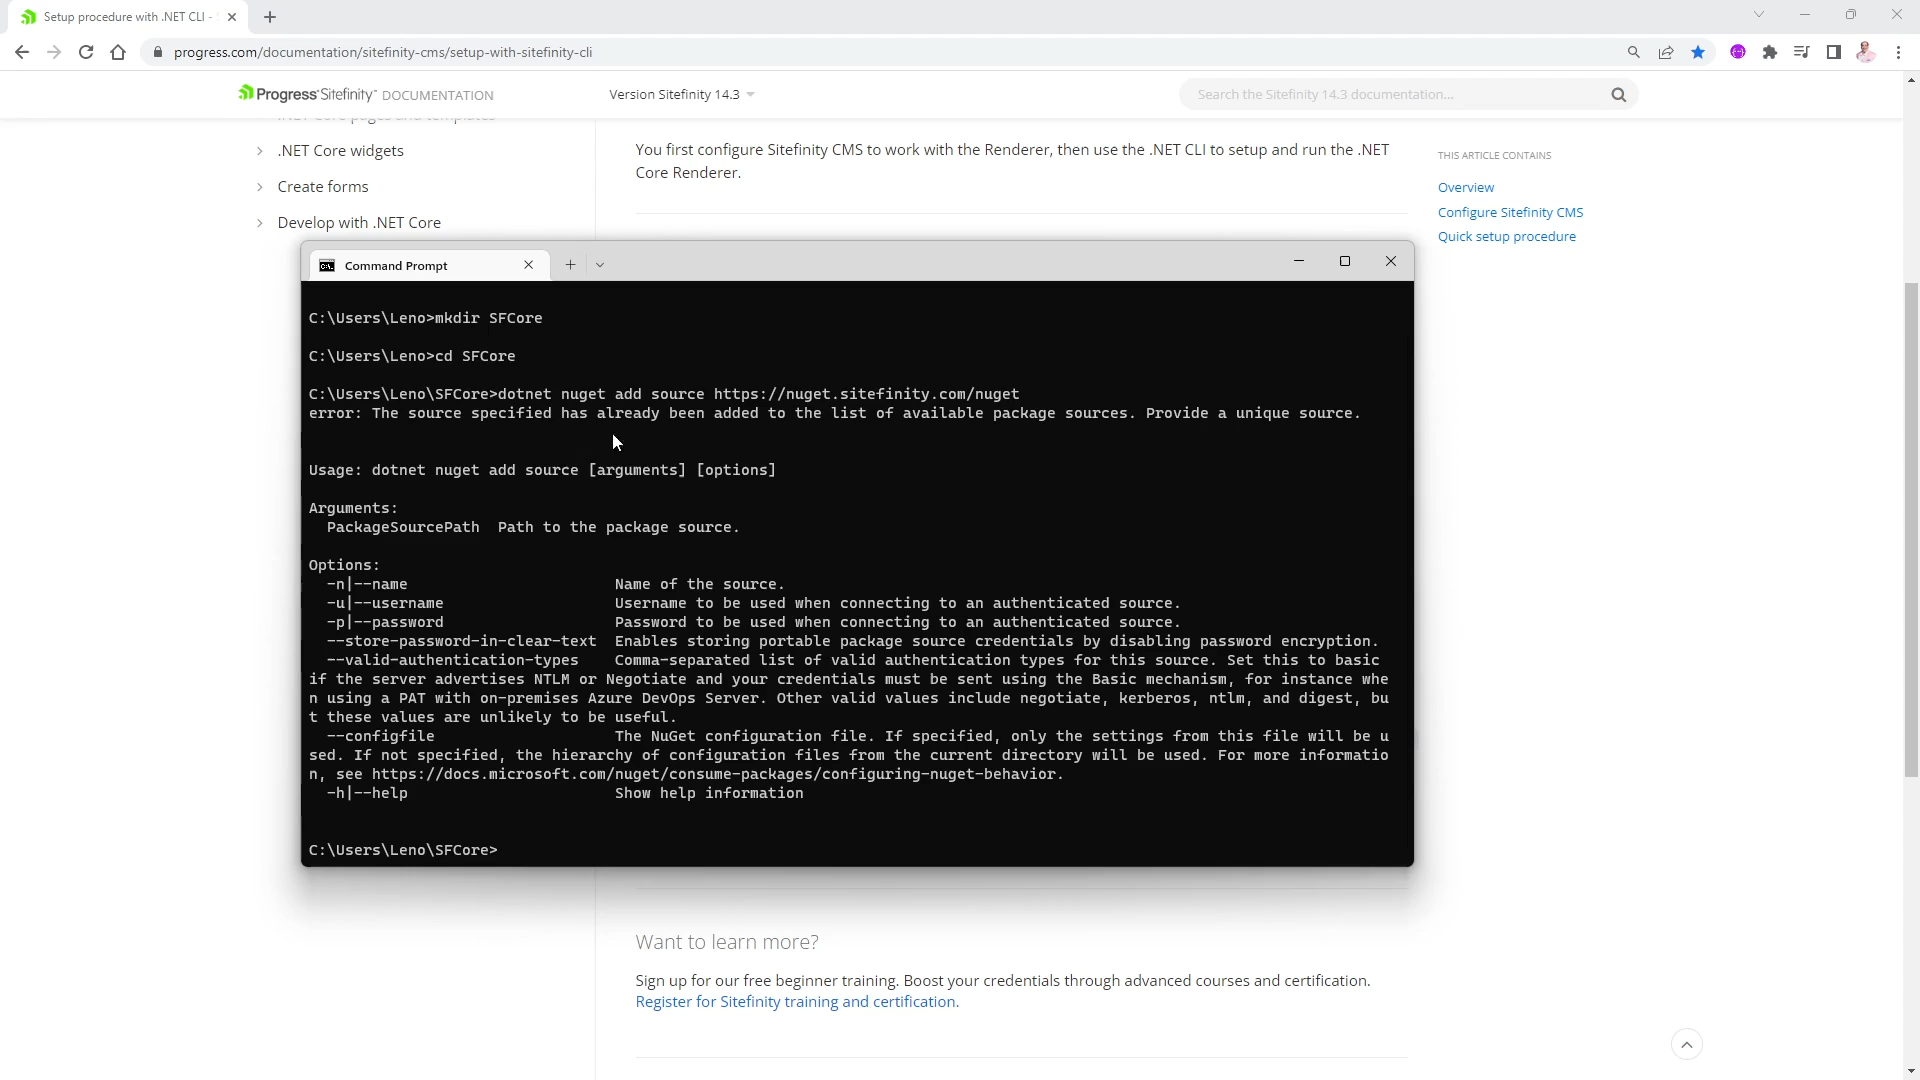 Setup procedure with .NET CLI -
progress.com/documentation/sitefinity-cms/setup-with-sitefinity-cli
Progress Sitefinity DOCUMENTATION
Version Sitefinity 14.3
Search the Sitefinity 14.3 documentation...
.NET Core pages and templates
.NET Core widgets
Create forms
Develop with .NET Core
You first configure Sitefinity CMS to work with the Renderer, then use the .NET CLI to setup and run the .NET
Core Renderer.
THIS ARTICLE CONTAINS
Overview
Configure Sitefinity CMS
Quick setup procedure
Command Prompt
C:\Users\Leno>mkdir SFCore
C:\Users\Leno>cd SFCore
C:\Users\Leno\SFCore>dotnet nuget add source https://nuget.sitefinity.com/nuget
error: The source specified has already been added to the list of available package sources. Provide a unique source.
Usage: dotnet nuget add source [arguments] [options]
Arguments:
PackageSourcePath  Path to the package source.
Options:
-n|--name                       Name of the source.
-u|--username                   Username to be used when connecting to an authenticated source.
-p|--password                   Password to be used when connecting to an authenticated source.
--store-password-in-clear-text  Enables storing portable package source credentials by disabling password encryption.
--valid-authentication-types    Comma-separated list of valid authentication types for this source. Set this to basic
if the server advertises NTLM or Negotiate and your credentials must be sent using the Basic mechanism, for instance whe
n using a PAT with on-premises Azure DevOps Server. Other valid values include negotiate, kerberos, ntlm, and digest, bu
t these values are unlikely to be useful.
--configfile                    The NuGet configuration file. If specified, only the settings from this file will be u
sed. If not specified, the hierarchy of configuration files from the current directory will be used. For more informatio
n, see https://docs.microsoft.com/nuget/consume-packages/configuring-nuget-behavior.
-h|--help                       Show help information
C:\Users\Leno\SFCore>
Want to learn more?
Sign up for our free beginner training. Boost your credentials through advanced courses and certification.
Register for Sitefinity training and certification.